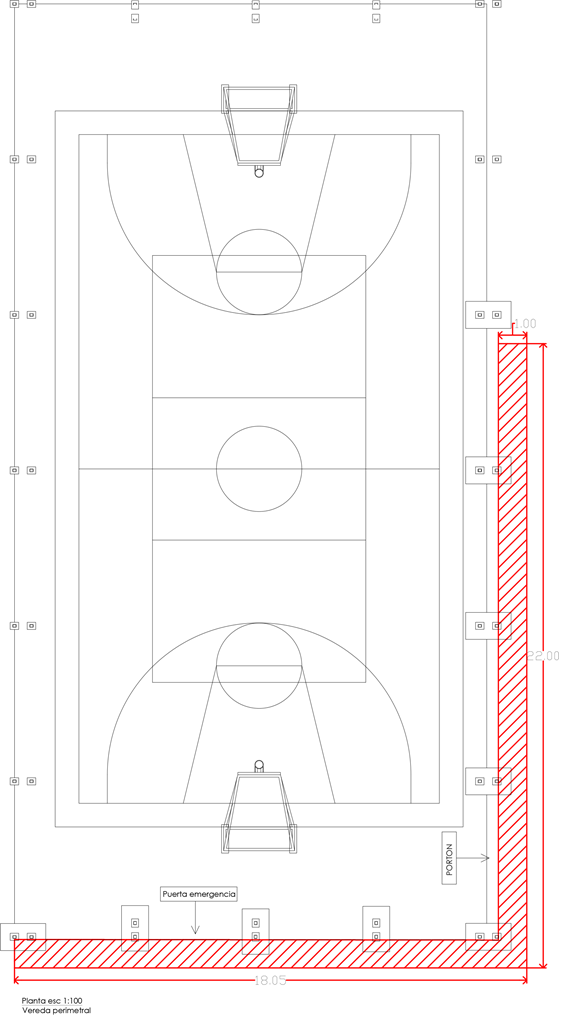 1.00
22.00
PORTON
Puerta emergencia
18.05
Planta esc 1:100
Vereda perimetral